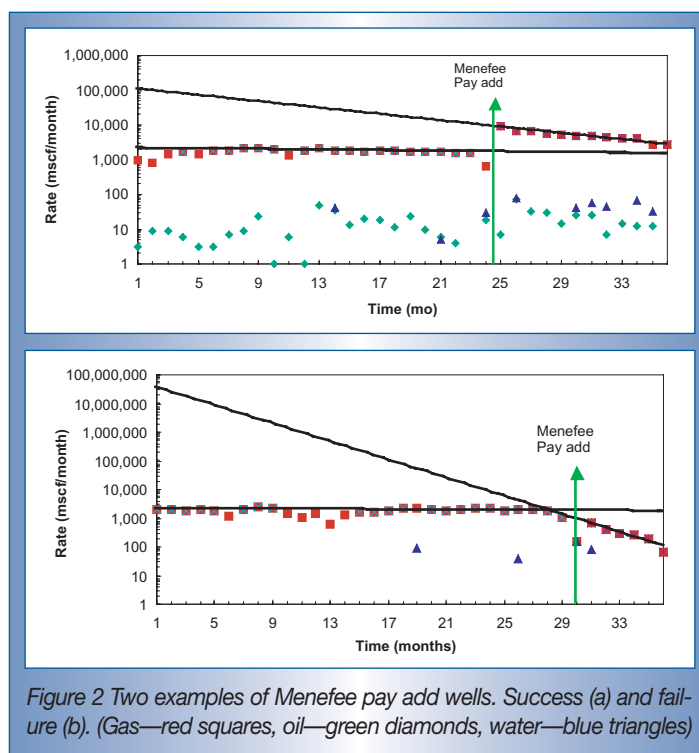 1,000,000
100,000
10,000
1,000
100
10
1
Rate (mscf/month)
Menefee
Pay add
1 5 9 13 17 21 25 29 33
Time (mo)
100,000,000
10,000,000
1,000,000
100,000
10,000
1,000
100
10
1
Rate (mscf/month)
Menefee
Pay add
1 5 9 13 17 21 25 29 33
Time (months)
Figure 2 Two examples of Menefee pay add wells. Success (a) and fail-
ure (b). (Gas—red squares, oil—green diamonds, water—blue triangles)